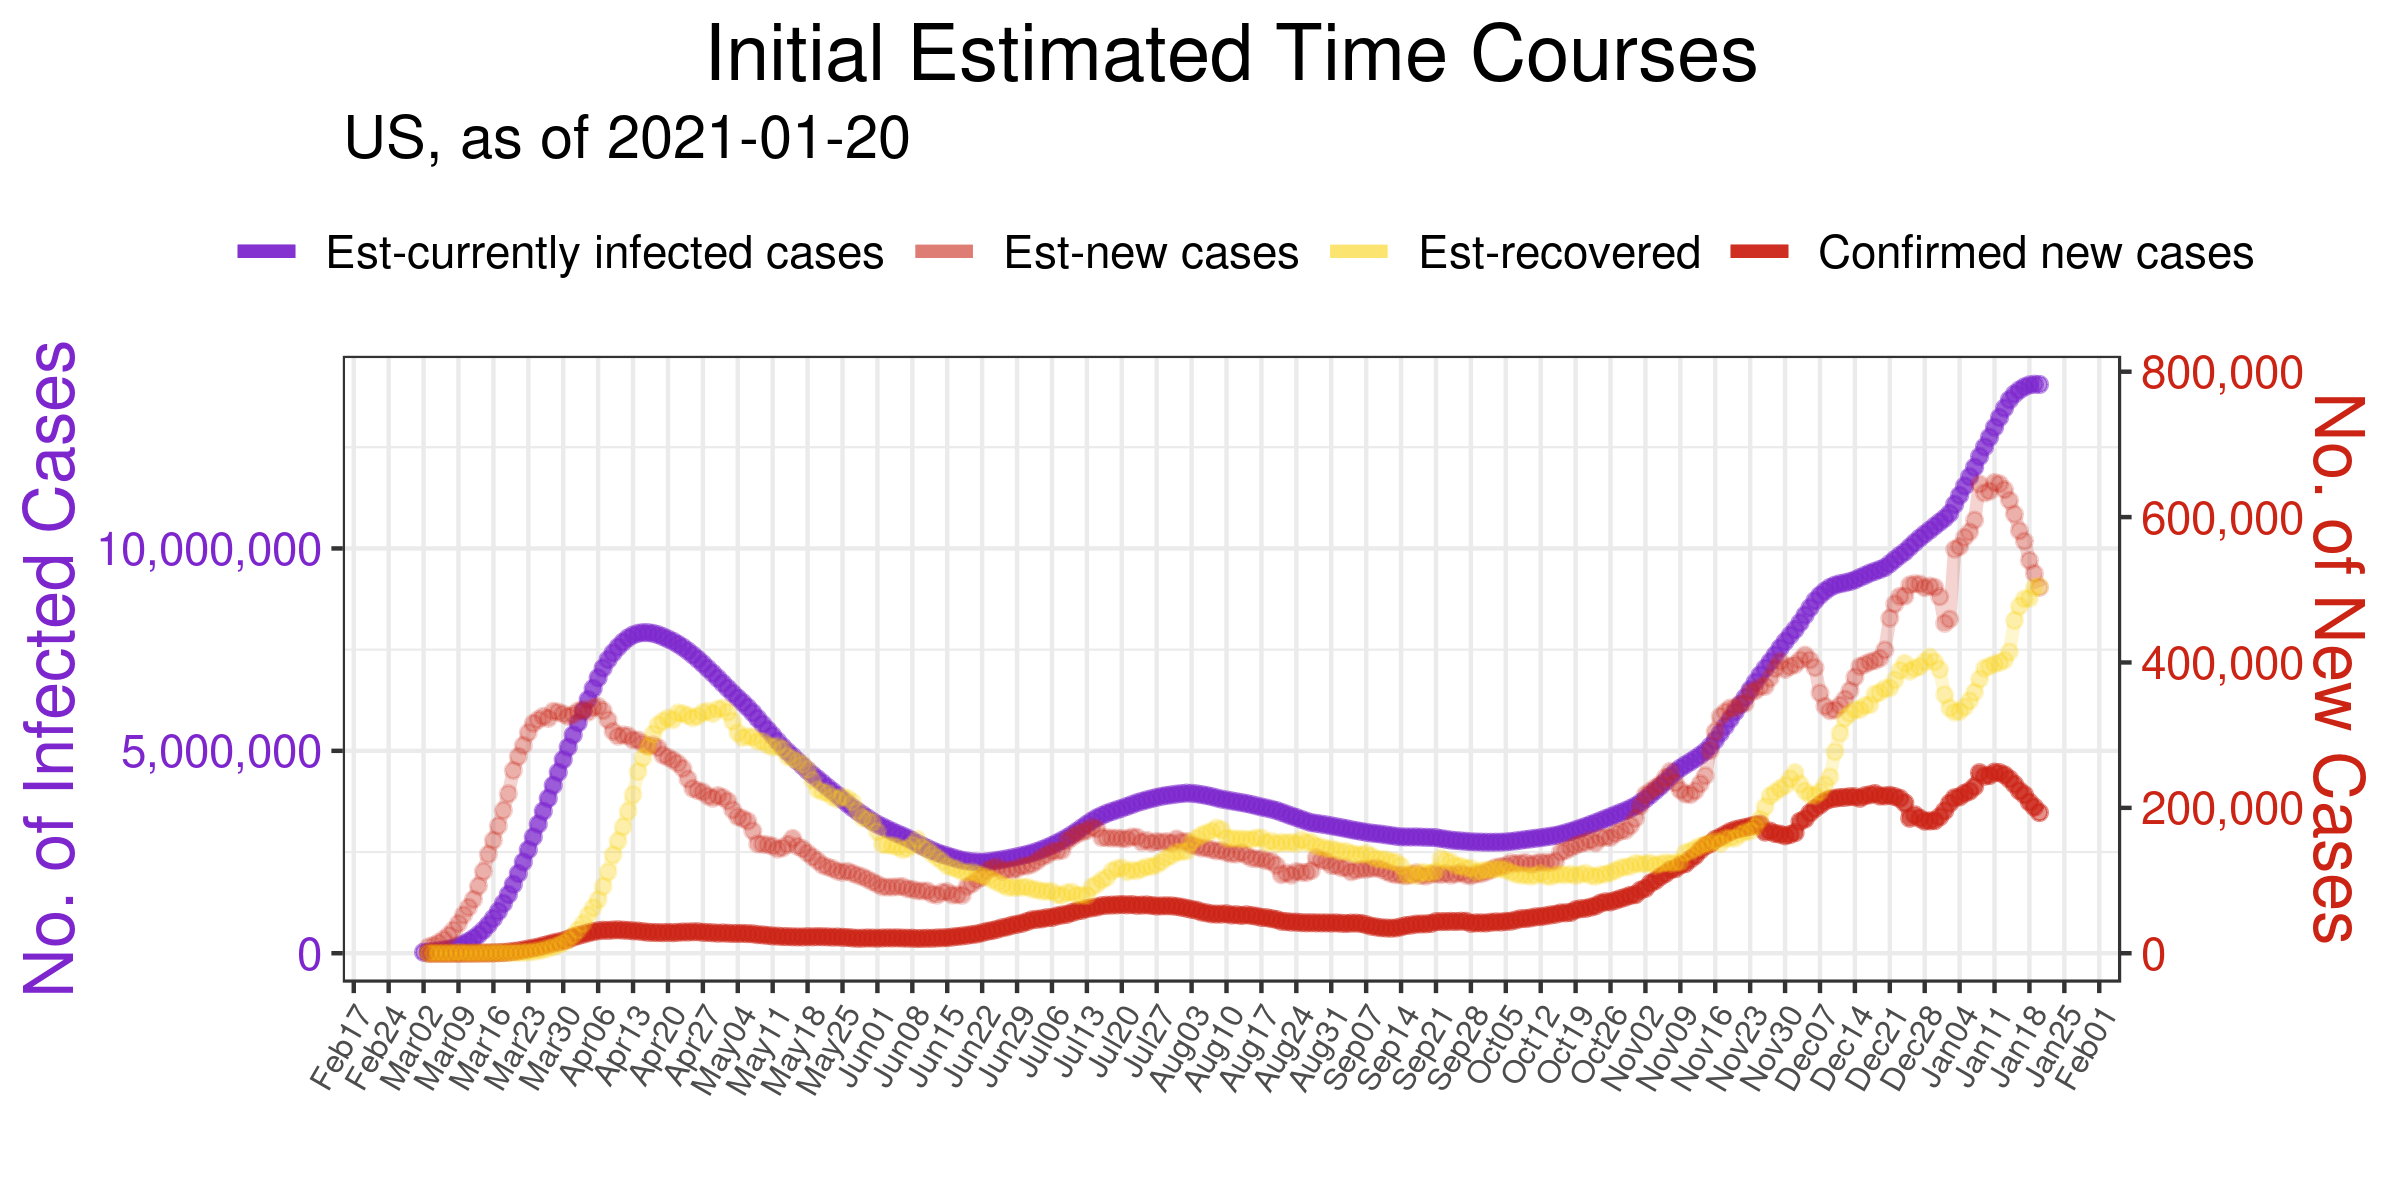 Initial Estimated Time Courses
US, as of 2021-01-20
Est-currently infected cases
Est-new cases
Est-recovered
Confirmed new cases
No. of Infected Cases
10,000,000
5,000,000
0
800,000
600,000
400,000
200,000
0
No. of New Cases
Feb17
Feb24
Mar02
Mar09
Mar16
Mar23
Mar30
Apr06
Apr13
Apr20
Apr27
May04
May11
May18
May25
Jun01
Jun08
Jun15
Jun22
Jun29
Jul06
Jul13
Jul20
Jul27
Aug03
Aug10
Aug17
Aug24
Aug31
Sep07
Sep14
Sep21
Sep28
Oct05
Oct12
Oct19
Oct26
Nov02
Nov09
Nov16
Nov23
Nov30
Dec07
Dec14
Dec21
Dec28
Jan04
Jan11
Jan18
Jan25
Feb01